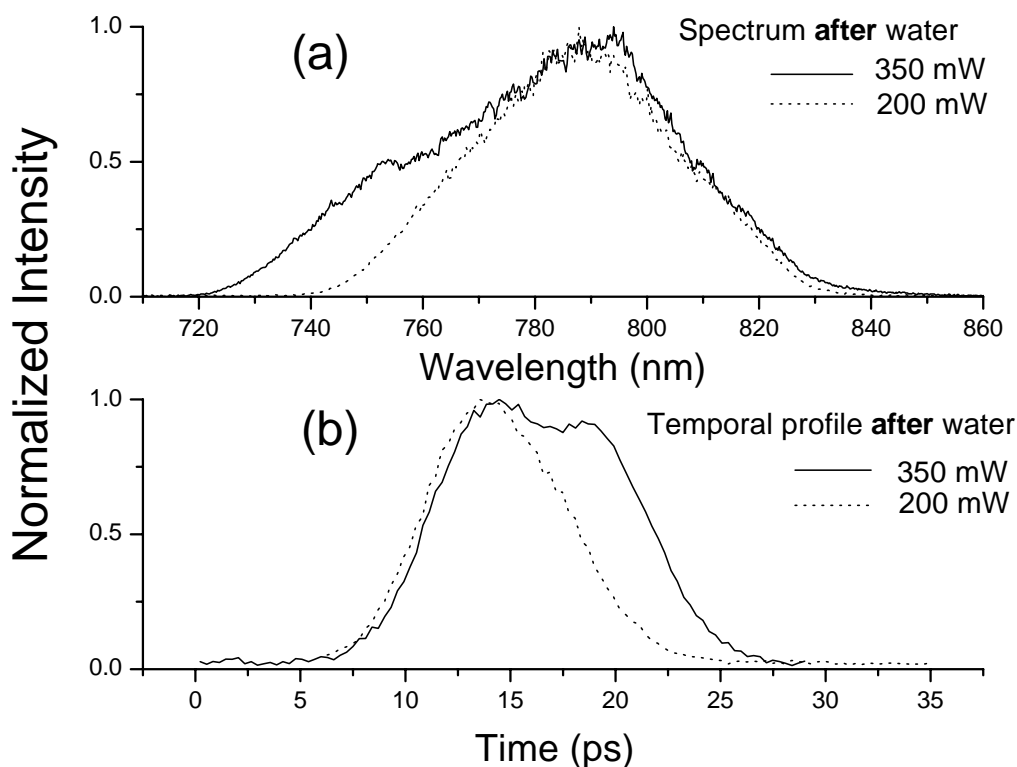 Normalized Intensity
(a)
Spectrum after water
350 mW
200 mW
1.0
0.5
0.0
720 740 760 780 800 820 840 860
Wavelength (nm)
(b)
Temporal profile after water
350 mW
200 mW
1.0
0.5
0.0
0 5 10 15 20 25 30 35
Time (ps)